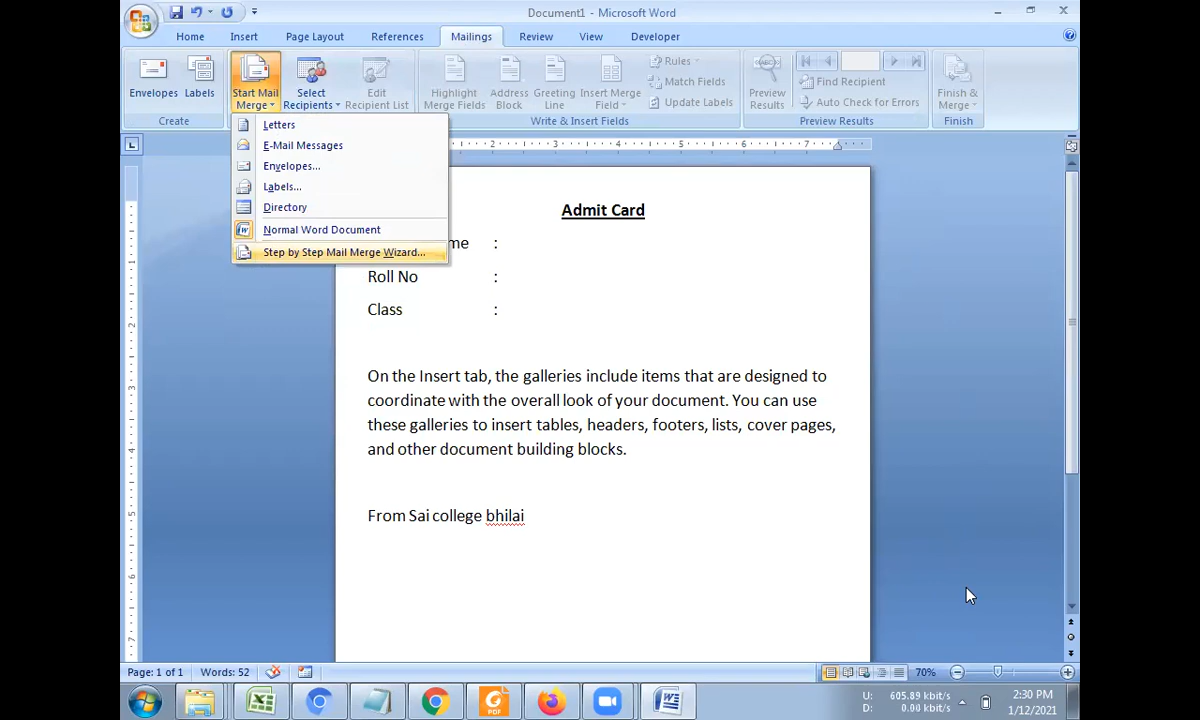 Document1 - Microsoft Word
Home Insert Page Layout References Mailings Review View Developer
Envelopes Labels Start Mail Merge Select Recipients Edit Recipient List Highlight Merge Fields Address Block Greeting Line Insert Merge Field Rules Match Fields Update Labels Preview Results Find Recipient Auto Check for Errors Finish & Merge
Create Write & Insert Fields Preview Results Finish
Letters
E-Mail Messages
Envelopes...
Labels...
Directory
Normal Word Document
Step by Step Mail Merge Wizard...
1 2 3 4 5 6 7
Admit Card
me :
Roll No :
Class :
On the Insert tab, the galleries include items that are designed to
coordinate with the overall look of your document. You can use
these galleries to insert tables, headers, footers, lists, cover pages,
and other document building blocks.
From Sai college bhilai
Page: 1 of 1 Words: 52 70%
U: 605.89 kbit/s 2:30 PM
D: 0.00 kbit/s 1/12/2021